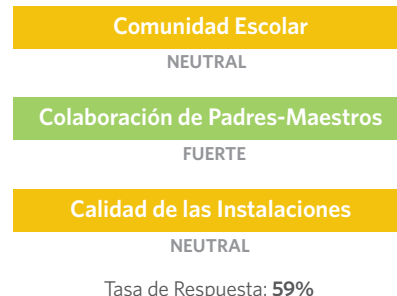 Comunidad Escolar
NEUTRAL
Colaboración de Padres-Maestros
FUERTE
Calidad de las Instalaciones
NEUTRAL
Tasa de Respuesta: 59%